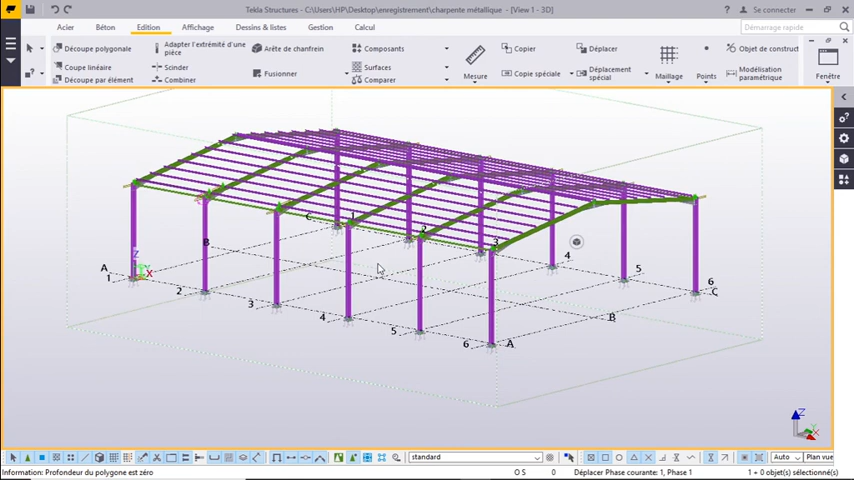 Tekla Structures - C:\Users\HP\Desktop\enregistrement\charpente métallique - [View 1 - 3D]
Se connecter
Acier Béton Edition Affichage Dessins & listes Gestion Calcul
Démarrage rapide
Découpe polygonale
Coupe linéaire
Découpe par élément
Adapter l'extrémité d'une pièce
Scinder
Combiner
Arête de chanfrein
Fusionner
Composants
Surfaces
Comparer
Mesure
Copier
Copie spéciale
Déplacer
Déplacement spécial
Maillage
Points
Objet de construct
Modélisation paramétrique
Fenêtre
C 1 2 3 4 5 6 C
B B
A 1 2 3 4 5 6 A
Z
X
Z
standard
Auto
Plan vue
Information: Profondeur du polygone est zéro
O S 0 Déplacer Phase courante: 1, Phase 1 1 + 0 objet(s) sélectionné(s)